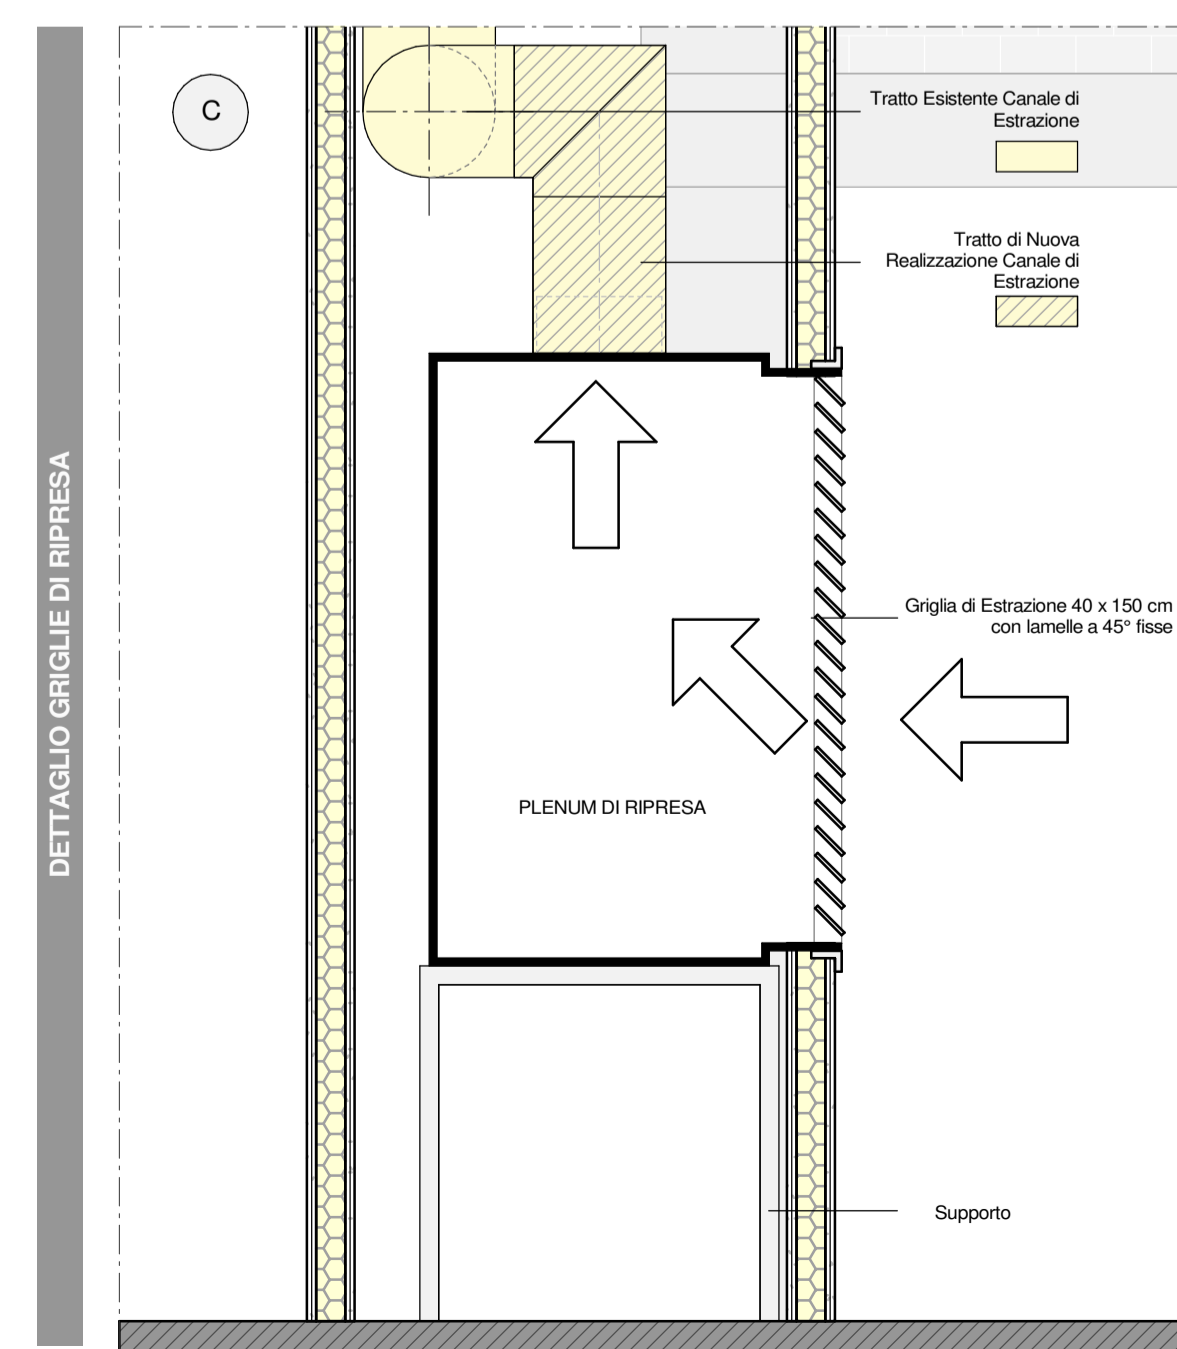 DETTAGLIO GRIGLIE DI RIPRESA
C
Tratto Esistente Canale di
Estrazione
Tratto di Nuova
Realizzazione Canale di
Estrazione
Griglia di Estrazione 40 x 150 cm
con lamelle a 45° fisse
PLENUM DI RIPRESA
Supporto